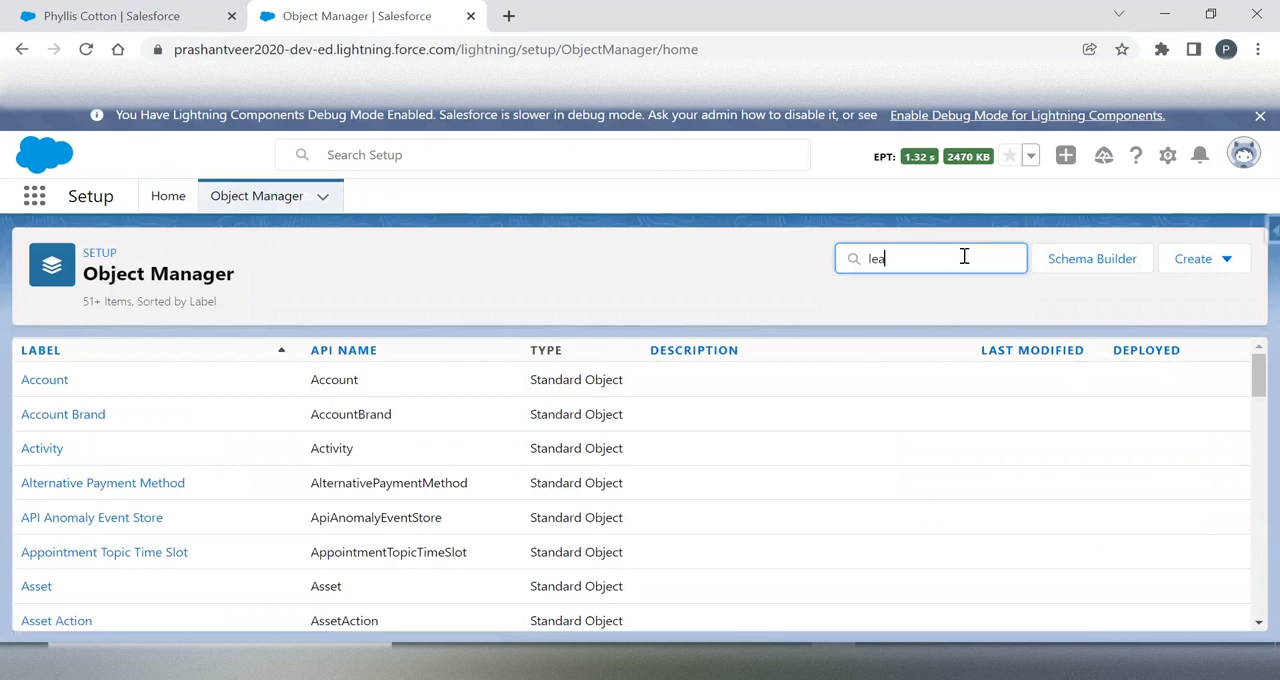 Phyllis Cotton | Salesforce
Object Manager | Salesforce
prashantveer2020-dev-ed.lightning.force.com/lightning/setup/ObjectManager/home
P
You Have Lightning Components Debug Mode Enabled. Salesforce is slower in debug mode. Ask your admin how to disable it, or see Enable Debug Mode for Lightning Components.
Search Setup
EPT: 1.32 s 2470 KB
Setup Home Object Manager
SETUP
Object Manager
51+ Items, Sorted by Label
lea
Schema Builder
Create
LABEL API NAME TYPE DESCRIPTION LAST MODIFIED DEPLOYED
Account Account Standard Object
Account Brand AccountBrand Standard Object
Activity Activity Standard Object
Alternative Payment Method AlternativePaymentMethod Standard Object
API Anomaly Event Store ApiAnomalyEventStore Standard Object
Appointment Topic Time Slot AppointmentTopicTimeSlot Standard Object
Asset Asset Standard Object
Asset Action AssetAction Standard Object